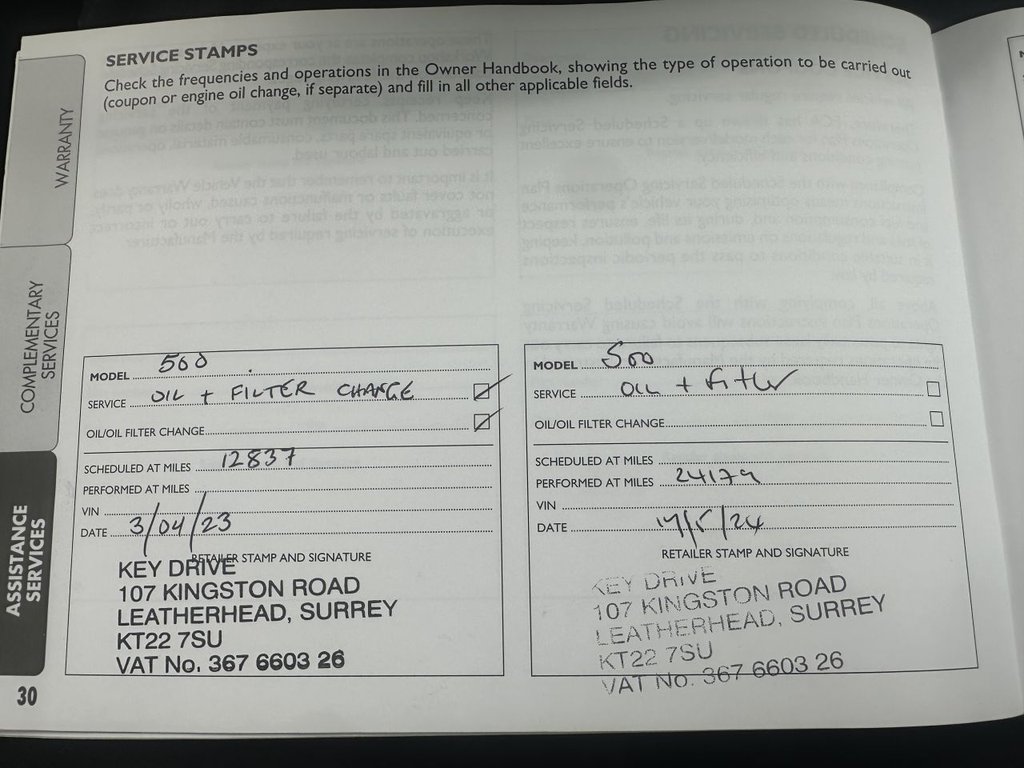 SERVICE STAMPS
Check the frequencies and operations in the Owner Handbook, showing the type of operation to be carried out
(coupon or engine oil change, if separate) and fill in all other applicable fields.
WARRANTY
COMPLEMENTARY
SERVICES
ASSISTANCE
SERVICES
MODEL 500
SERVICE OIL + FILTER CHANGE
OIL/OIL FILTER CHANGE
SCHEDULED AT MILES 12837
PERFORMED AT MILES
VIN
DATE 3/04/23
RETAILER STAMP AND SIGNATURE
KEY DRIVE
107 KINGSTON ROAD
LEATHERHEAD, SURREY
KT22 7SU
VAT No. 367 6603 26
MODEL 500
SERVICE OIL + Filter
OIL/OIL FILTER CHANGE
SCHEDULED AT MILES
PERFORMED AT MILES 24179
VIN
DATE 17/5/24
RETAILER STAMP AND SIGNATURE
KEY DRIVE
107 KINGSTON ROAD
LEATHERHEAD, SURREY
KT22 7SU
VAT No. 367 6603 26
30